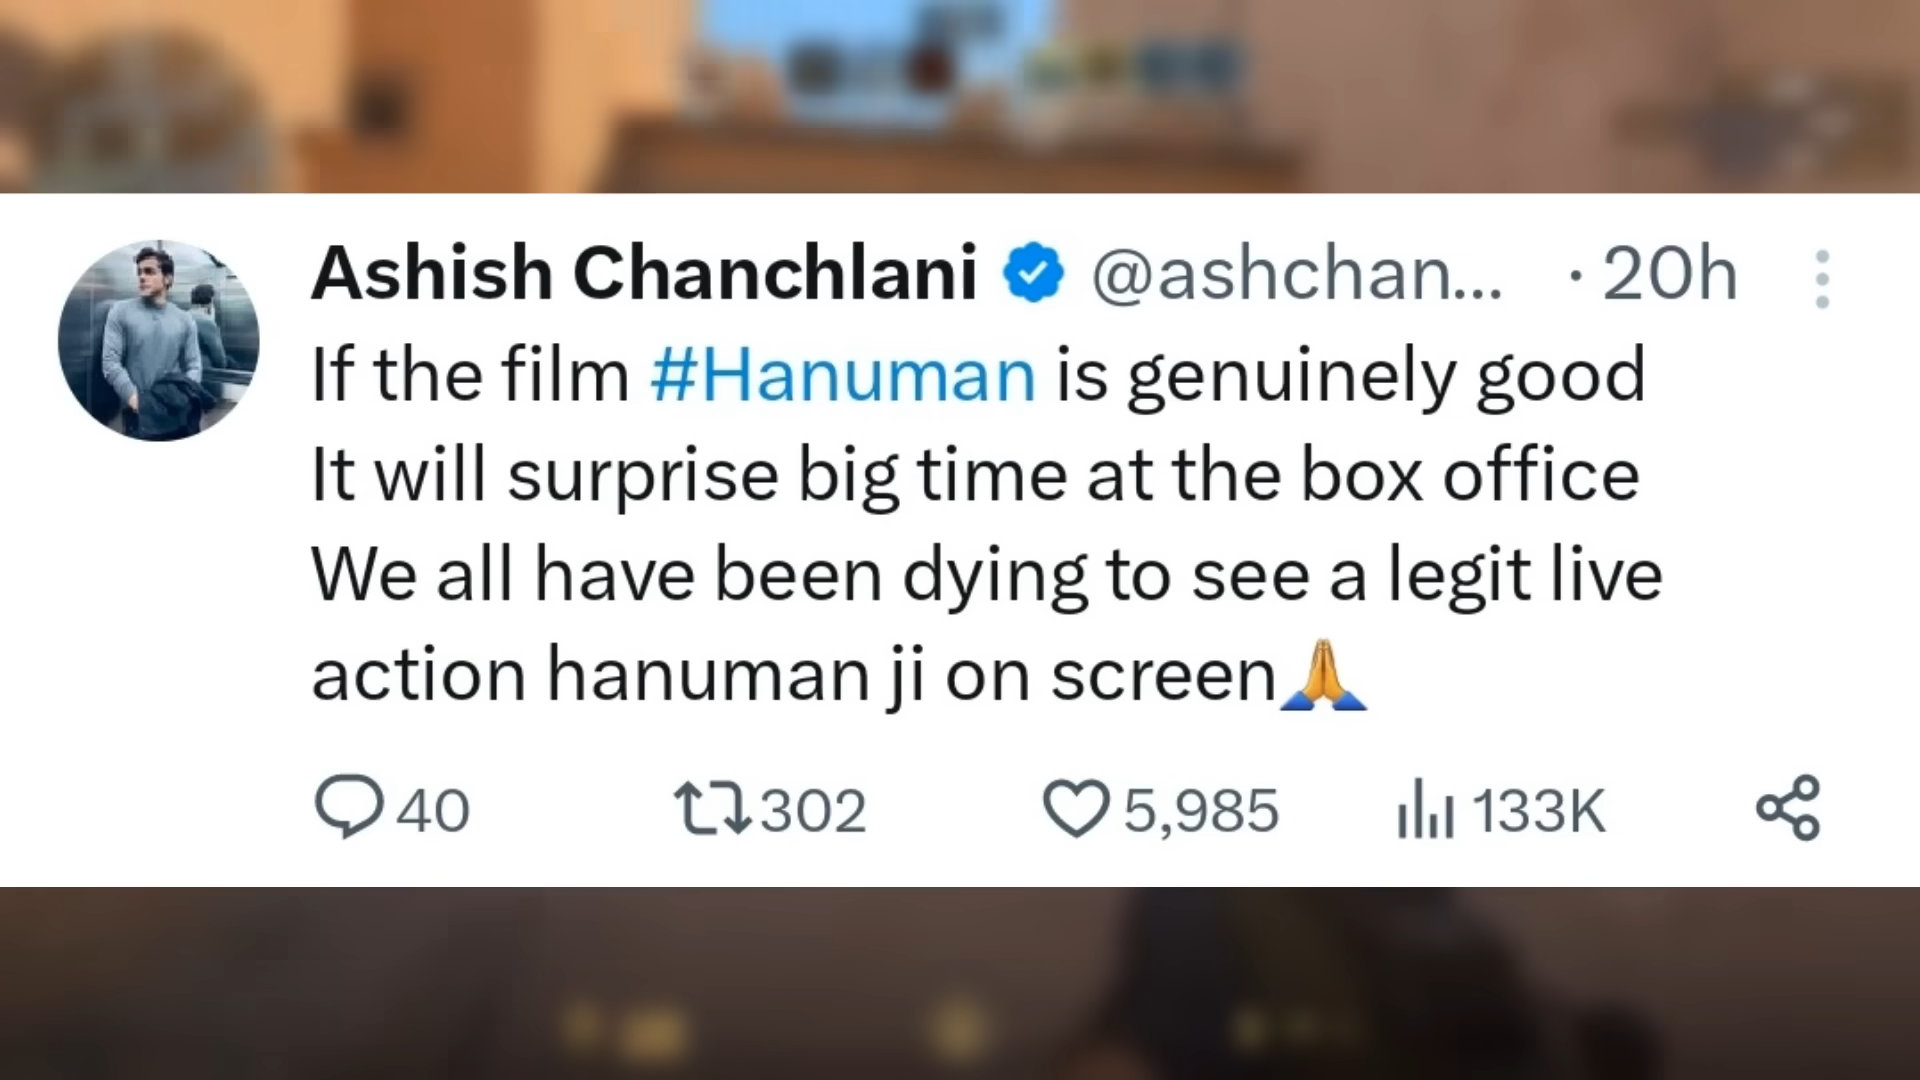 Ashish Chanchlani @ashchan... · 20h
If the film #Hanuman is genuinely good
It will surprise big time at the box office
We all have been dying to see a legit live
action hanuman ji on screen🙏
40 302 5,985 133K